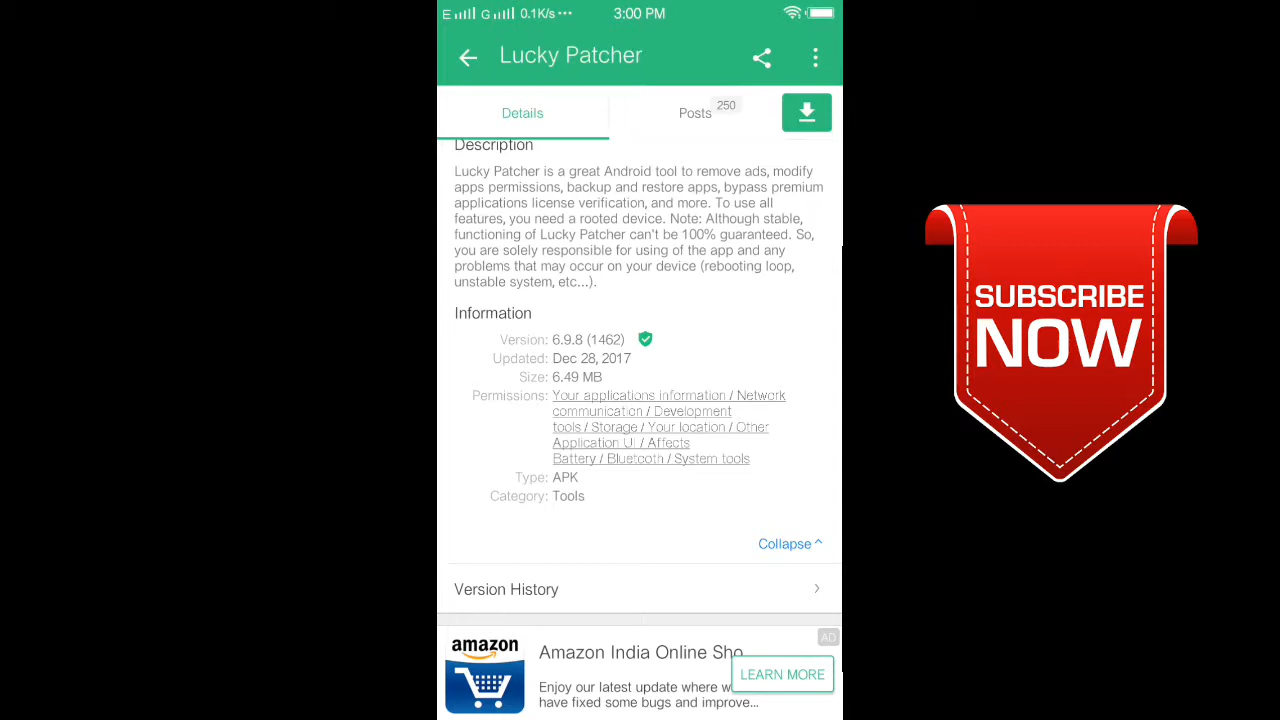 E G 0.1K/s ••• 3:00 PM
Lucky Patcher
Details Posts 250
Description
Lucky Patcher is a great Android tool to remove ads, modify
apps permissions, backup and restore apps, bypass premium
applications license verification, and more. To use all
features, you need a rooted device. Note: Although stable,
functioning of Lucky Patcher can't be 100% guaranteed. So,
you are solely responsible for using of the app and any
problems that may occur on your device (rebooting loop,
unstable system, etc...).
Information
Version: 6.9.8 (1462)
Updated: Dec 28, 2017
Size: 6.49 MB
Permissions: Your applications information / Network
communication / Development
tools / Storage / Your location / Other
Application UI / Affects
Battery / Bluetooth / System tools
Type: APK
Category: Tools
Collapse ^
Version History >
AD
amazon
Amazon India Online Sho
LEARN MORE
Enjoy our latest update where w
have fixed some bugs and improve...
SUBSCRIBE
NOW